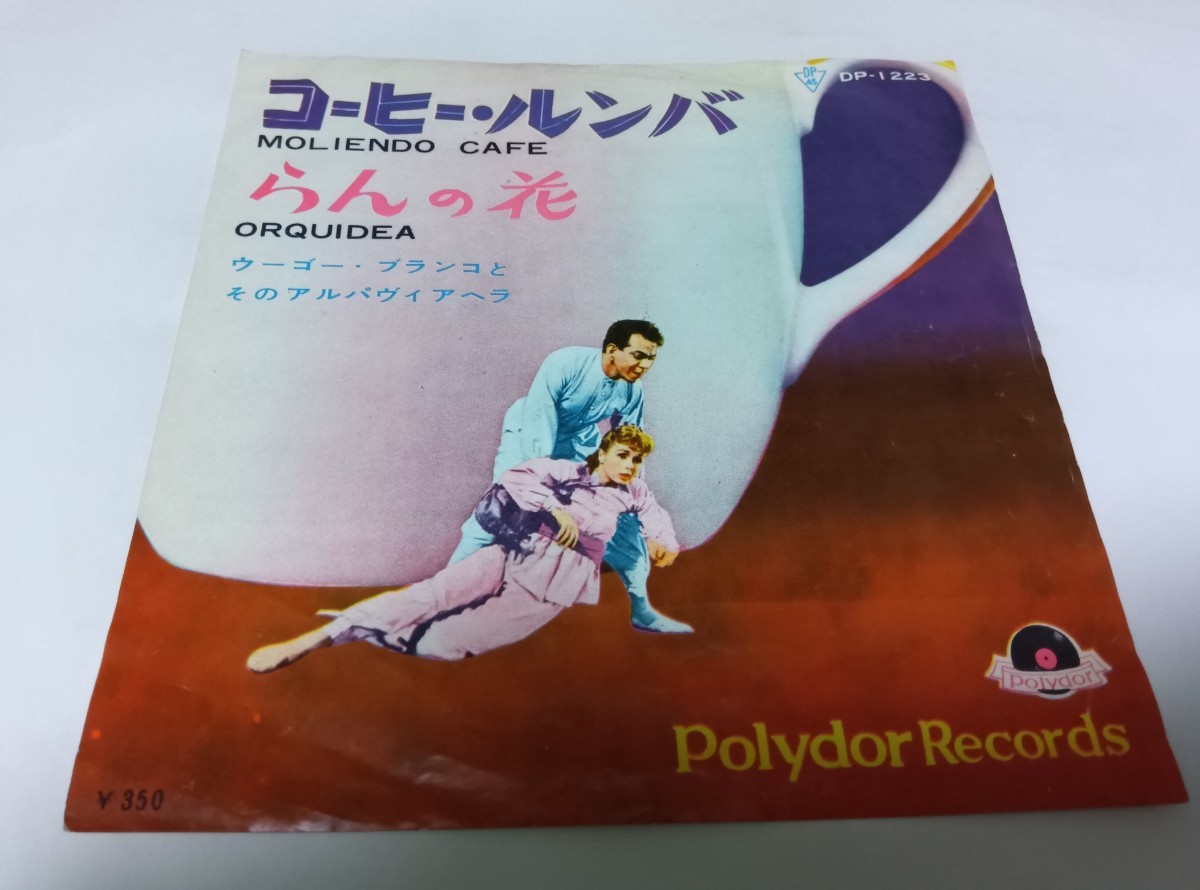 DP
45
DP-1223
コーヒー・ルンバ
MOLIENDO CAFE
らんの花
ORQUIDEA
ウーゴー・ブランコと
そのアルパヴィアヘラ
polydor
Polydor Records
¥ 350